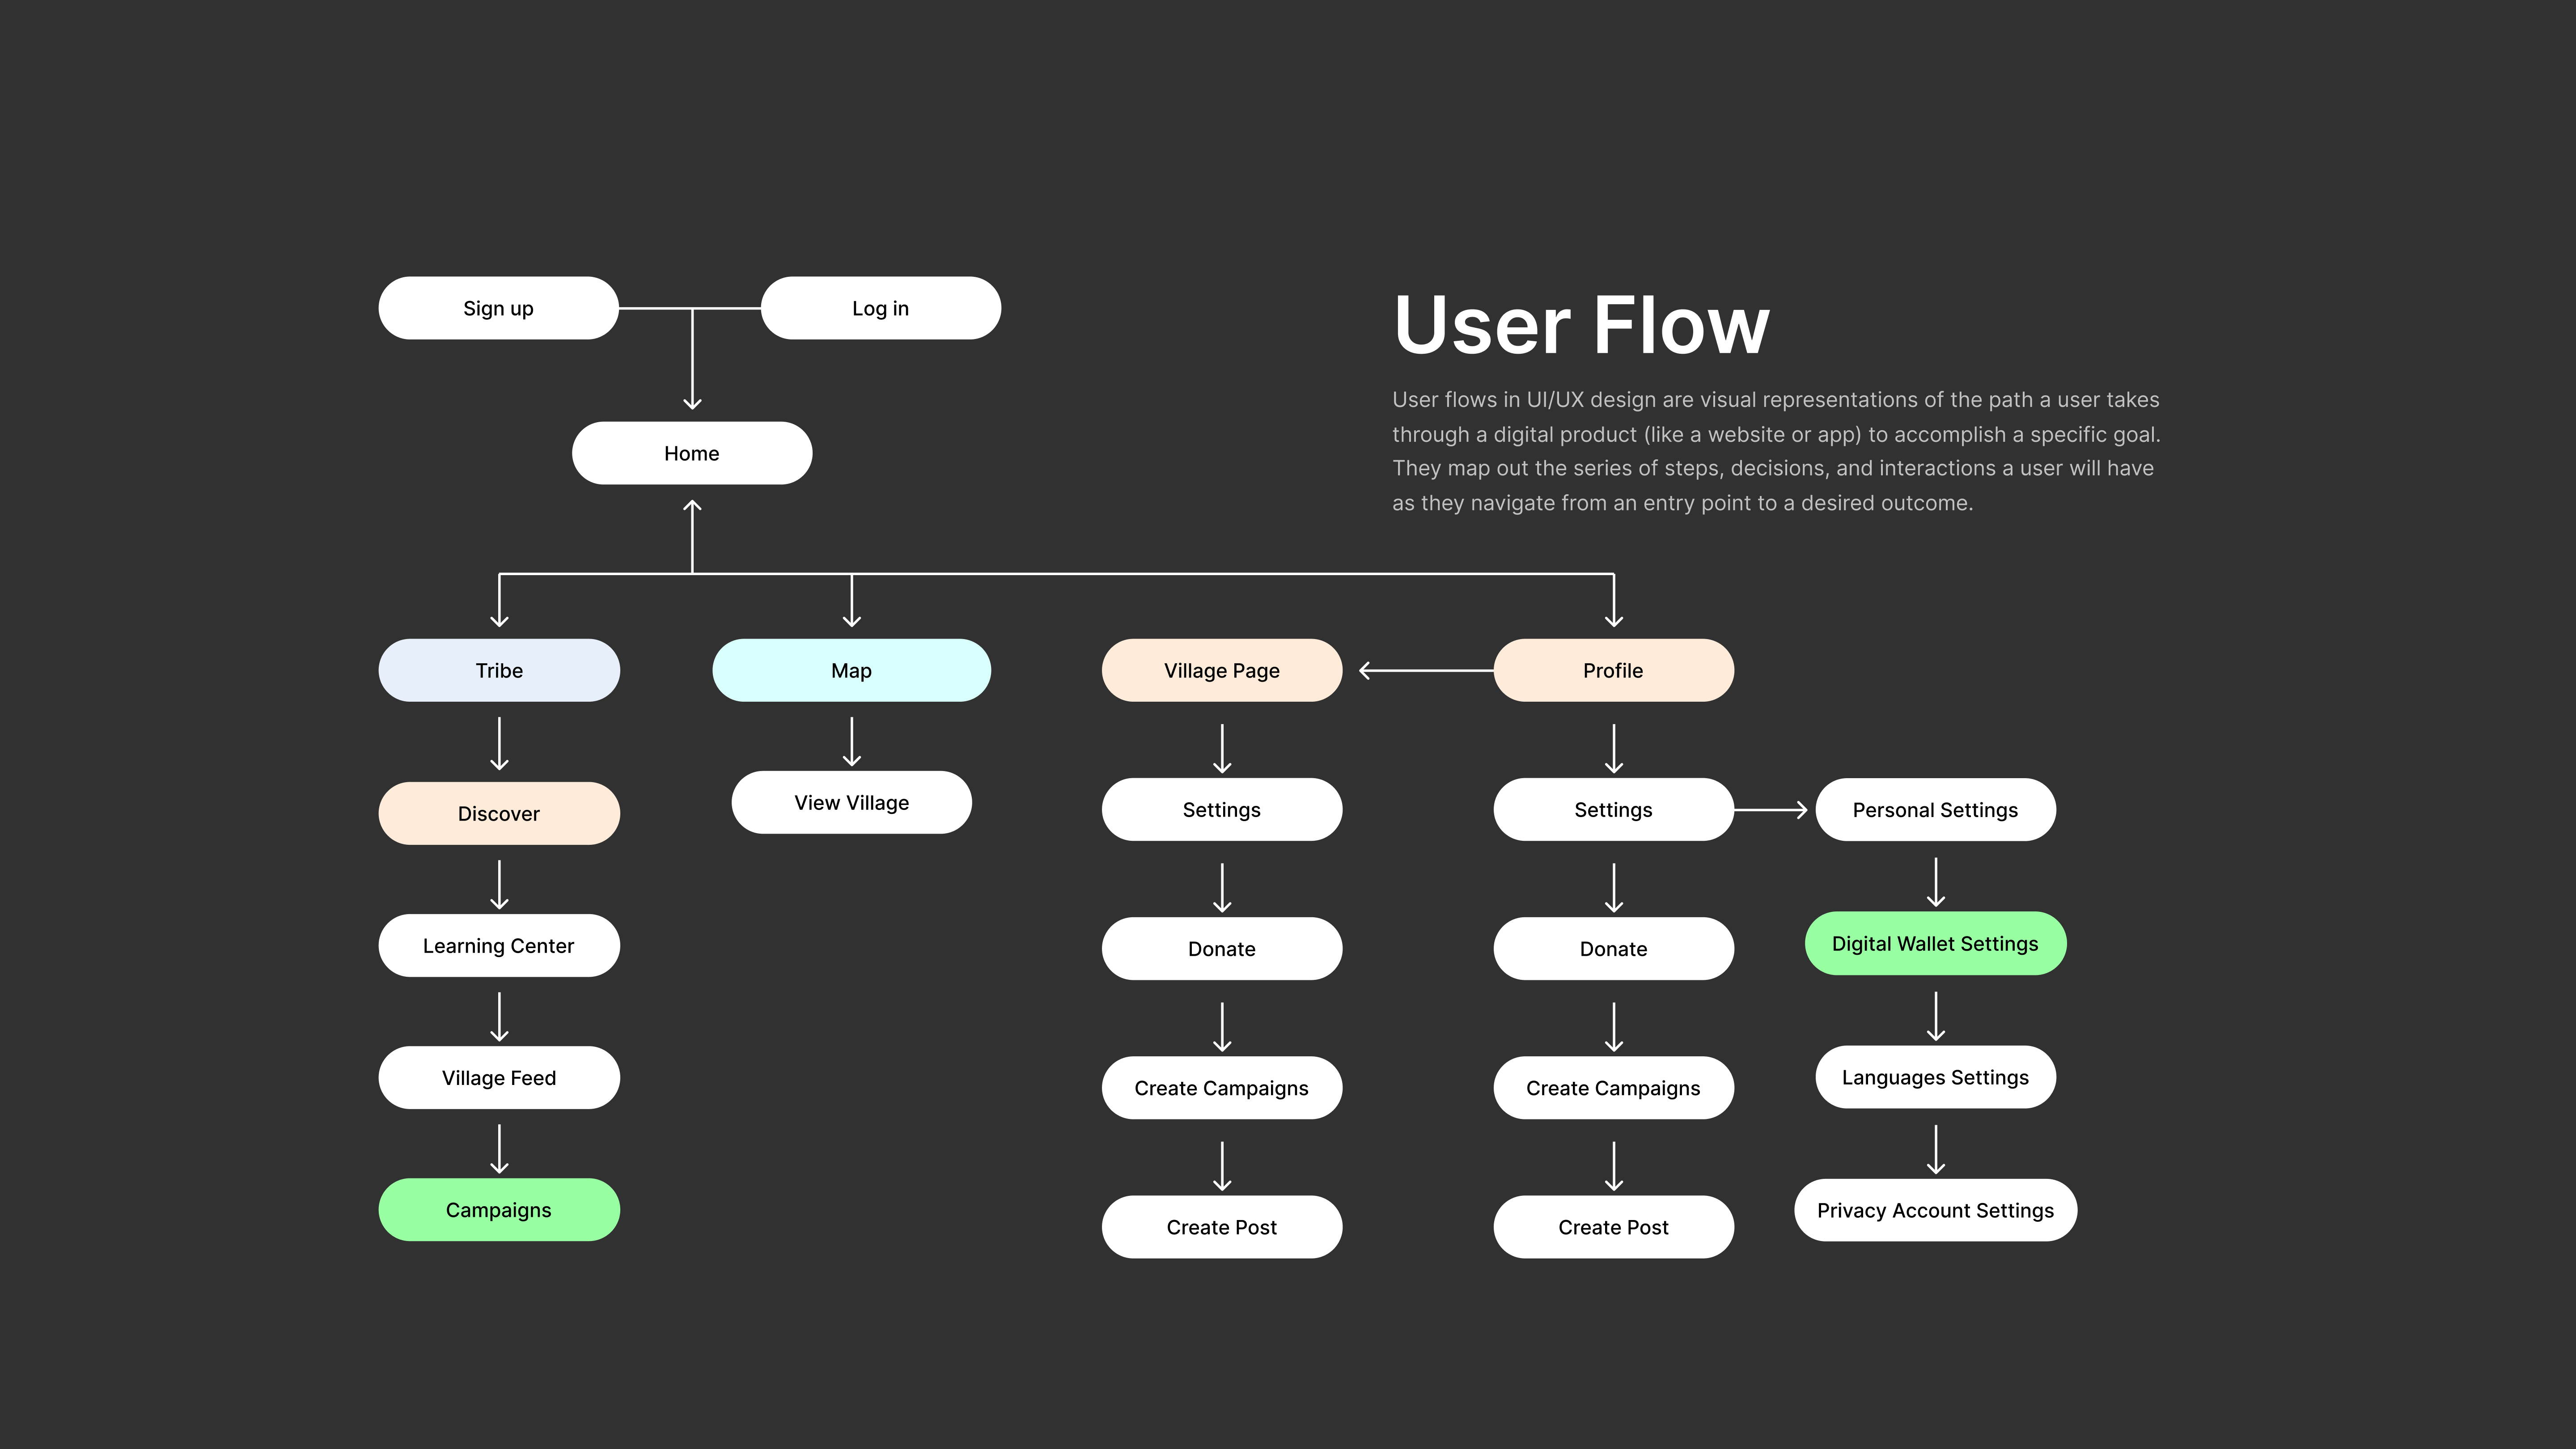 Sign up
Log in
User Flow
User flows in UI/UX design are visual representations of the path a user takes
through a digital product (like a website or app) to accomplish a specific goal.
They map out the series of steps, decisions, and interactions a user will have
as they navigate from an entry point to a desired outcome.
Home
Tribe
Map
Village Page
Profile
Discover
View Village
Settings
Settings
Personal Settings
Learning Center
Donate
Donate
Digital Wallet Settings
Village Feed
Create Campaigns
Create Campaigns
Languages Settings
Campaigns
Create Post
Create Post
Privacy Account Settings